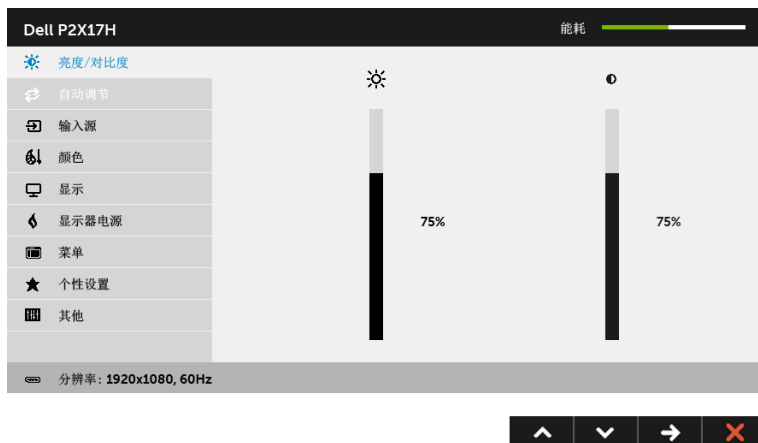 Dell P2X17H
能耗
亮度/对比度
自动调节
输入源
颜色
显示
显示器电源
菜单
个性设置
其他
75%
75%
分辨率: 1920x1080, 60Hz